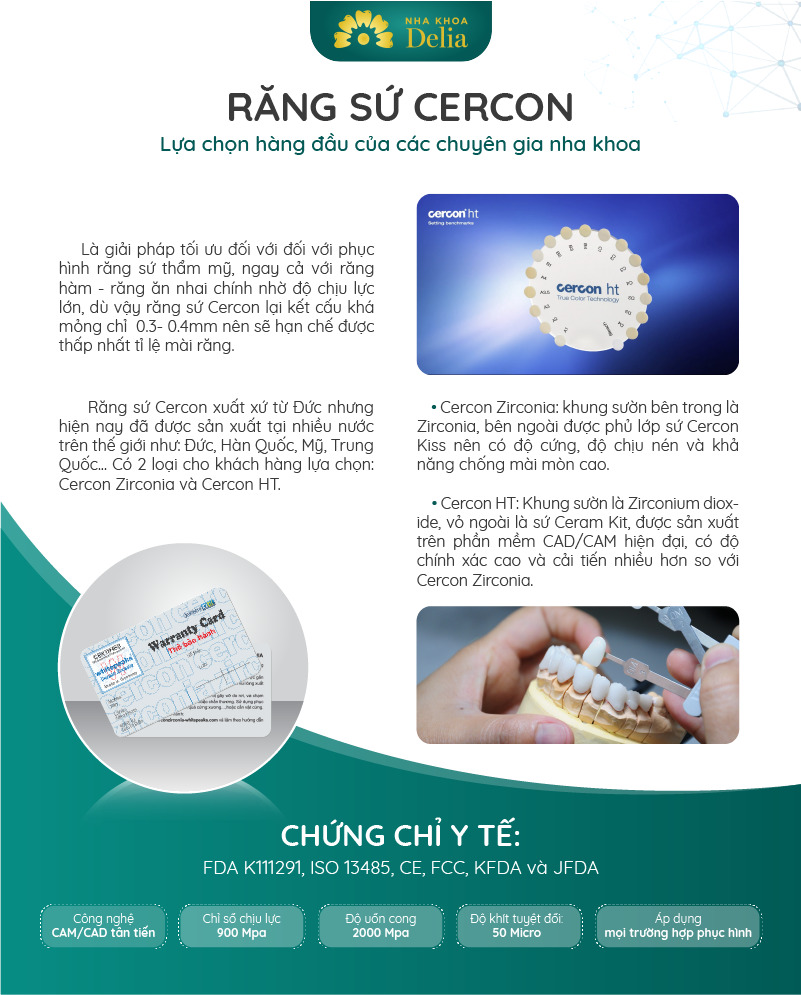 NHA KHOA
Delia
RĂNG SỨ CERCON
Lựa chọn hàng đầu của các chuyên gia nha khoa
Là giải pháp tối ưu đối với đối với phục
hình răng sứ thẩm mỹ, ngay cả với răng
hàm - răng ăn nhai chính nhờ độ chịu lực
lớn, dù vậy răng sứ Cercon lại kết cấu khá
mỏng chỉ 0.3- 0.4mm nên sẽ hạn chế được
thấp nhất tỉ lệ mài răng.
cercon ht
Setting benchmarks
cercon ht
True Color Technology
Răng sứ Cercon xuất xứ từ Đức nhưng
hiện nay đã được sản xuất tại nhiều nước
trên thế giới như: Đức, Hàn Quốc, Mỹ, Trung
Quốc... Có 2 loại cho khách hàng lựa chọn:
Cercon Zirconia và Cercon HT.
• Cercon Zirconia: khung sườn bên trong là
Zirconia, bên ngoài được phủ lớp sứ Cercon
Kiss nên có độ cứng, độ chịu nén và khả
năng chống mài mòn cao.
• Cercon HT: Khung sườn là Zirconium diox-
ide, vỏ ngoài là sứ Ceram Kit, được sản xuất
trên phần mềm CAD/CAM hiện đại, có độ
chính xác cao và cải tiến nhiều hơn so với
Cercon Zirconia.
Warranty Card
Thẻ bảo hành
whitepeaks
Made in Germany
CHỨNG CHỈ Y TẾ:
FDA K111291, ISO 13485, CE, FCC, KFDA và JFDA
Công nghệ
CAM/CAD tân tiến
Chỉ số chịu lực
900 Mpa
Độ uốn cong
2000 Mpa
Độ khít tuyệt đối:
50 Micro
Áp dụng
mọi trường hợp phục hình